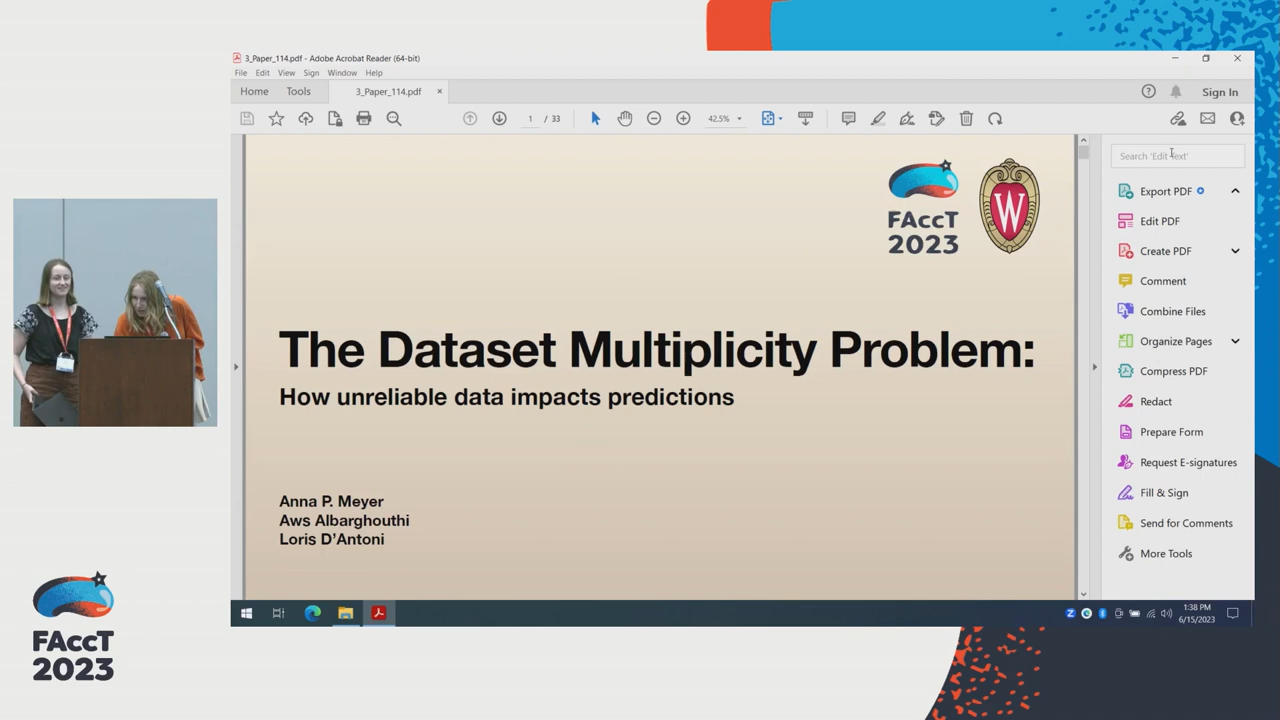 3_Paper_114.pdf - Adobe Acrobat Reader (64-bit)
File Edit View Sign Window Help
Home Tools 3_Paper_114.pdf × Sign In
1 / 33 42.5%
Search 'Edit Text'
Export PDF
Edit PDF
Create PDF
Comment
Combine Files
Organize Pages
Compress PDF
Redact
Prepare Form
Request E-signatures
Fill & Sign
Send for Comments
More Tools
FAccT
2023
W
The Dataset Multiplicity Problem:
How unreliable data impacts predictions
Anna P. Meyer
Aws Albarghouthi
Loris D'Antoni
1:38 PM
6/15/2023
FAccT
2023